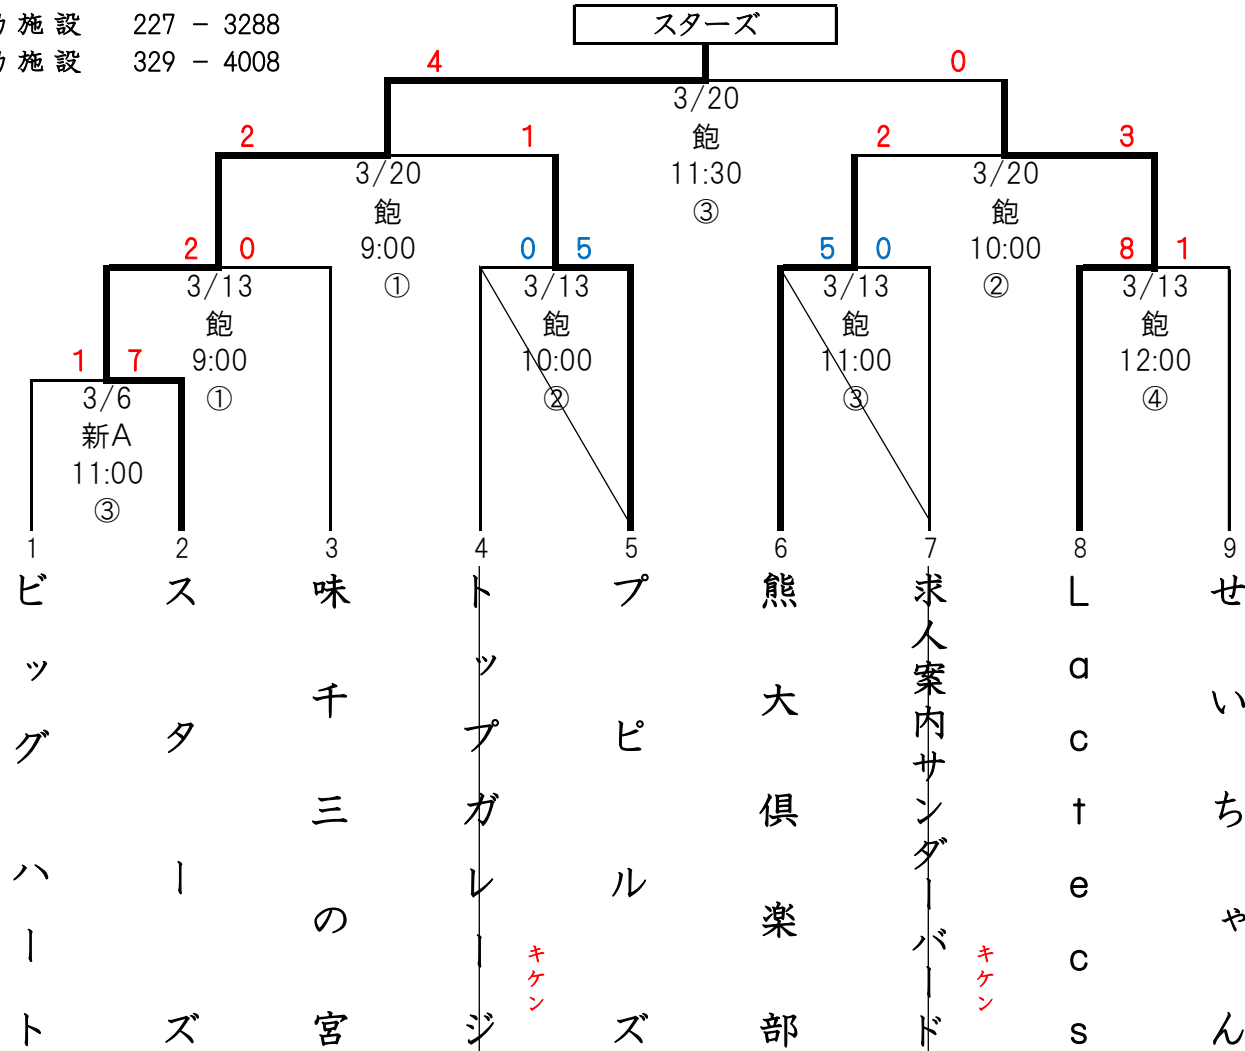 施設 227 － 3288
施設 329 － 4008
スターズ
4 0
3/20
飽
11:30
③
2 1 2 3
3/20 3/20
飽 飽
9:00 10:00
① ②
2 0 0 5 5 0 8 1
3/13 3/13 3/13 3/13
飽 飽 飽 飽
9:00 10:00 11:00 12:00
① ② ③ ④
1 7
3/6
新A
11:00
③
1 2 3 4 5 6 7 8 9
ビッグハート
スターズ
味千三の宮
トップガレージ
キケン
プピルズ
熊大倶楽部
求人案内サンダーバード
キケン
Lactecs
せいちゃん